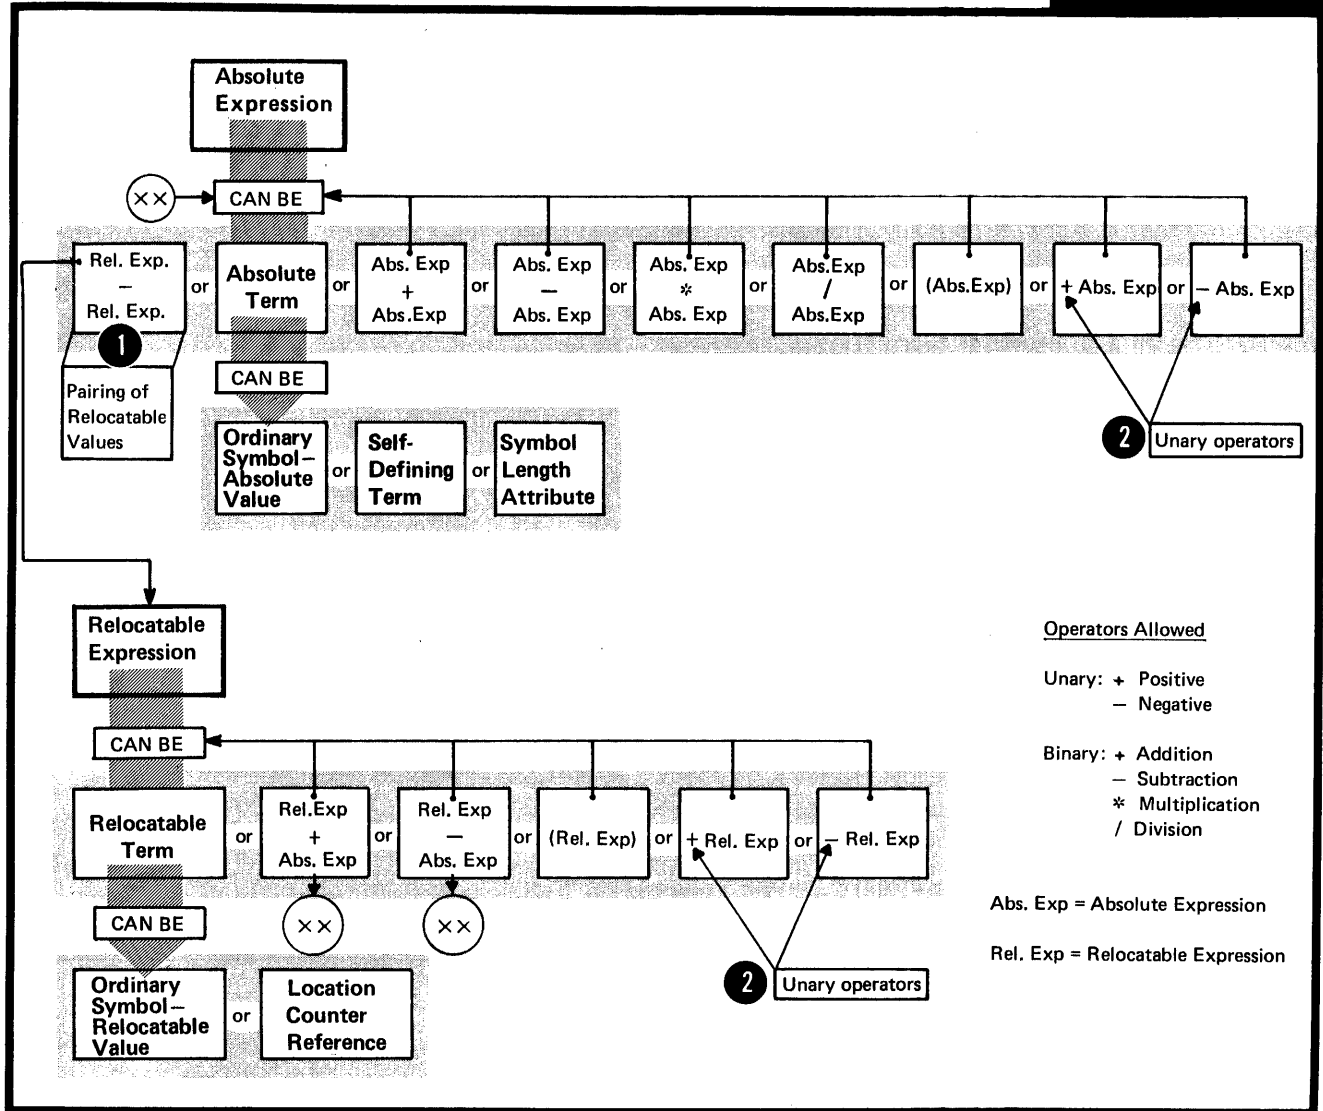 Absolute
Expression
××
CAN BE
Rel. Exp.
—
Rel. Exp.
or
Absolute
Term
or
Abs. Exp
+
Abs.Exp
or
Abs. Exp
—
Abs. Exp
or
Abs. Exp
*
Abs. Exp
or
Abs.Exp
/
Abs. Exp
or
(Abs.Exp)
or
+ Abs. Exp
or
— Abs. Exp
1
Pairing of
Relocatable
Values
CAN BE
2
Unary operators
Ordinary
Symbol—
Absolute
Value
or
Self-
Defining
Term
or
Symbol
Length
Attribute
Relocatable
Expression
CAN BE
Relocatable
Term
or
Rel.Exp
+
Abs. Exp
or
Rel. Exp
—
Abs. Exp
or
(Rel. Exp)
or
+ Rel. Exp
or
— Rel. Exp
××
××
CAN BE
2
Unary operators
Ordinary
Symbol—
Relocatable
Value
or
Location
Counter
Reference
Operators Allowed
Unary: + Positive
— Negative
Binary: + Addition
— Subtraction
* Multiplication
/ Division
Abs. Exp = Absolute Expression
Rel. Exp = Relocatable Expression